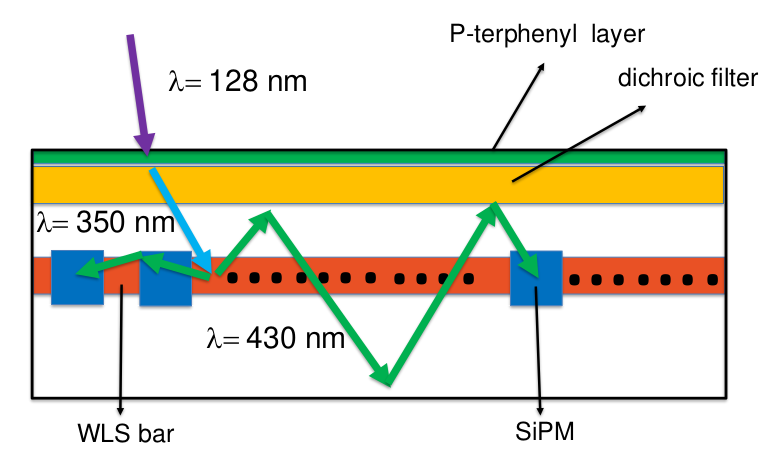 P-terphenyl layer
λ= 128 nm
dichroic filter
λ= 350 nm
λ= 430 nm
WLS bar
SiPM